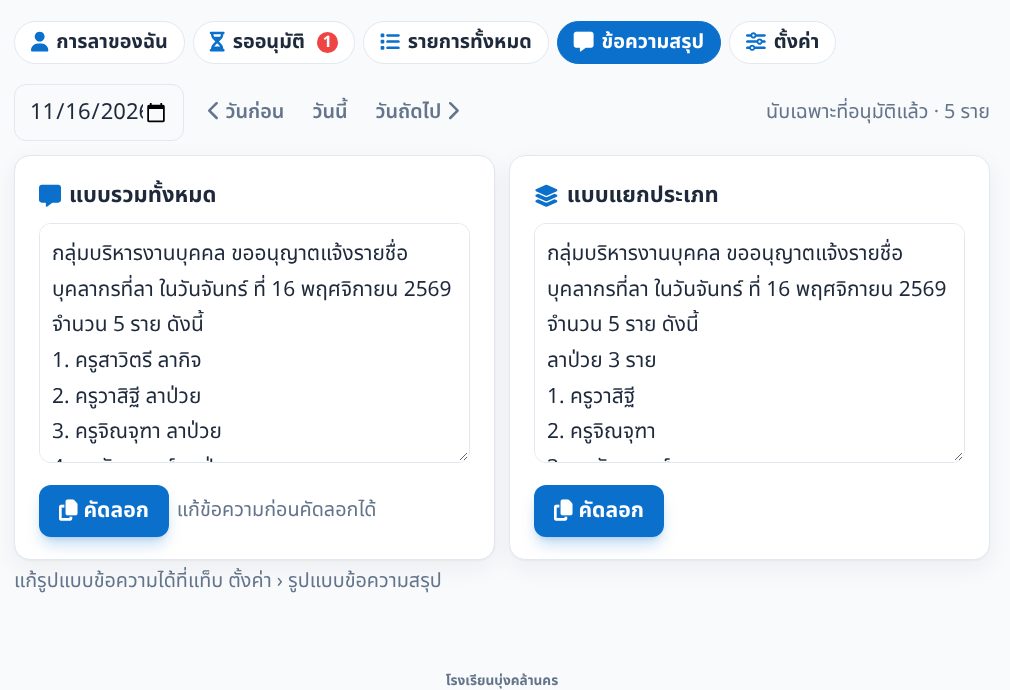 การลาของฉัน
รออนุมัติ 1
รายการทั้งหมด
ข้อความสรุป
ตั้งค่า
11/16/2026
วันก่อน
วันนี้
วันถัดไป
นับเฉพาะที่อนุมัติแล้ว · 5 ราย
แบบรวมทั้งหมด
กลุ่มบริหารงานบุคคล ขออนุญาตแจ้งรายชื่อ
บุคลากรที่ลา ในวันจันทร์ ที่ 16 พฤศจิกายน 2569
จำนวน 5 ราย ดังนี้
1. ครูสาวิตรี ลากิจ
2. ครูวาสิฐี ลาป่วย
3. ครูจิณจุฑา ลาป่วย
คัดลอก
แก้ข้อความก่อนคัดลอกได้
แบบแยกประเภท
กลุ่มบริหารงานบุคคล ขออนุญาตแจ้งรายชื่อ
บุคลากรที่ลา ในวันจันทร์ ที่ 16 พฤศจิกายน 2569
จำนวน 5 ราย ดังนี้
ลาป่วย 3 ราย
1. ครูวาสิฐี
2. ครูจิณจุฑา
คัดลอก
แก้รูปแบบข้อความได้ที่แท็บ ตั้งค่า › รูปแบบข้อความสรุป
โรงเรียนบุ่งคล้านคร